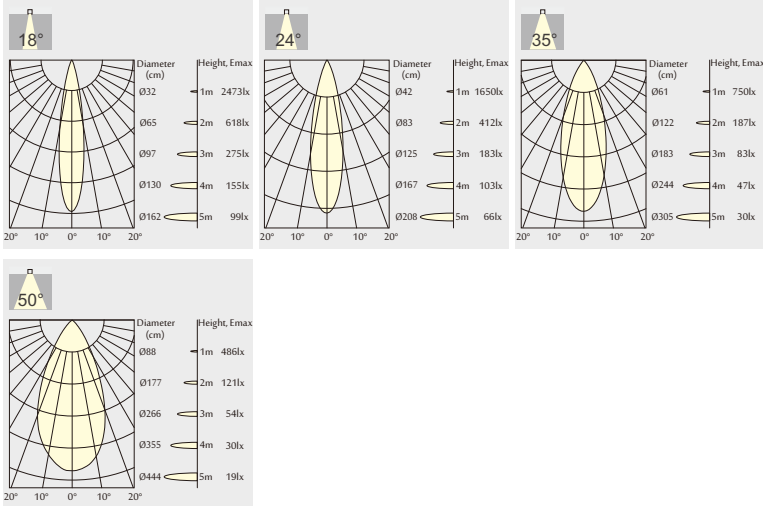 18°
Diameter Height, Emax
(cm)
Ø32 1m 2473lx
Ø65 2m 618lx
Ø97 3m 275lx
Ø130 4m 155lx
Ø162 5m 99lx
20° 10° 0° 10° 20°
24°
Diameter Height, Emax
(cm)
Ø42 1m 1650lx
Ø83 2m 412lx
Ø125 3m 183lx
Ø167 4m 103lx
Ø208 5m 66lx
20° 10° 0° 10° 20°
35°
Diameter Height, Emax
(cm)
Ø61 1m 750lx
Ø122 2m 187lx
Ø183 3m 83lx
Ø244 4m 47lx
Ø305 5m 30lx
20° 10° 0° 10° 20°
50°
Diameter Height, Emax
(cm)
Ø88 1m 486lx
Ø177 2m 121lx
Ø266 3m 54lx
Ø355 4m 30lx
Ø444 5m 19lx
20° 10° 0° 10° 20°